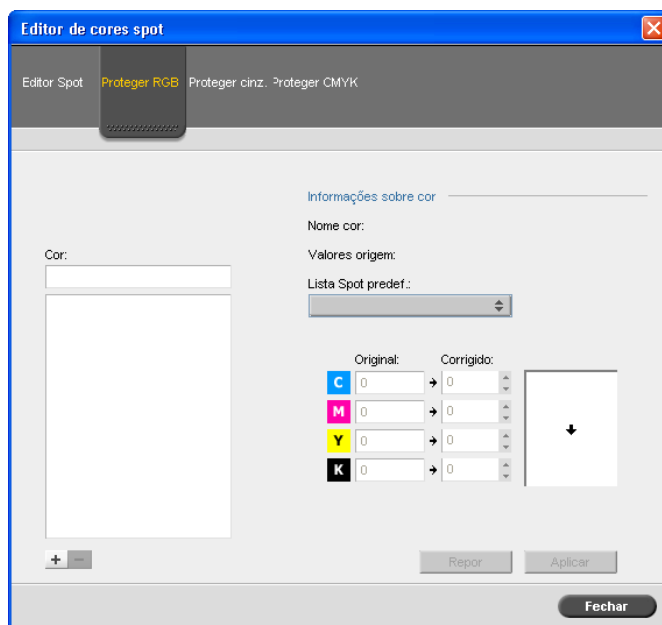 Editor de cores spot
Editor Spot
Proteger RGB
Proteger cinz.
Proteger CMYK
Informações sobre cor
Nome cor:
Cor:
Valores origem:
Lista Spot predef.:
Original:
Corrigido:
C 0 0
M 0 0
Y 0 0
K 0 0
+ −
Repor
Aplicar
Fechar